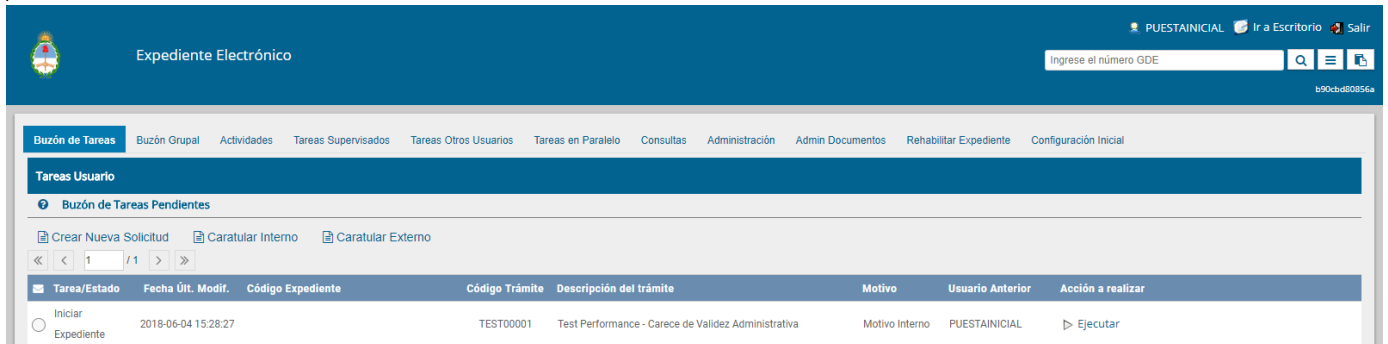 PUESTAINICIAL Ir a Escritorio Salir
Expediente Electrónico
Ingrese el número GDE
b90cbd80856a
Buzón de Tareas Buzón Grupal Actividades Tareas Supervisados Tareas Otros Usuarios Tareas en Paralelo Consultas Administración Admin Documentos Rehabilitar Expediente Configuración Inicial
Tareas Usuario
Buzón de Tareas Pendientes
Crear Nueva Solicitud Caratular Interno Caratular Externo
1 / 1
Tarea/Estado Fecha Últ. Modif. Código Expediente Código Trámite Descripción del trámite Motivo Usuario Anterior Acción a realizar
Iniciar
Expediente 2018-06-04 15:28:27 TEST00001 Test Performance - Carece de Validez Administrativa Motivo Interno PUESTAINICIAL Ejecutar